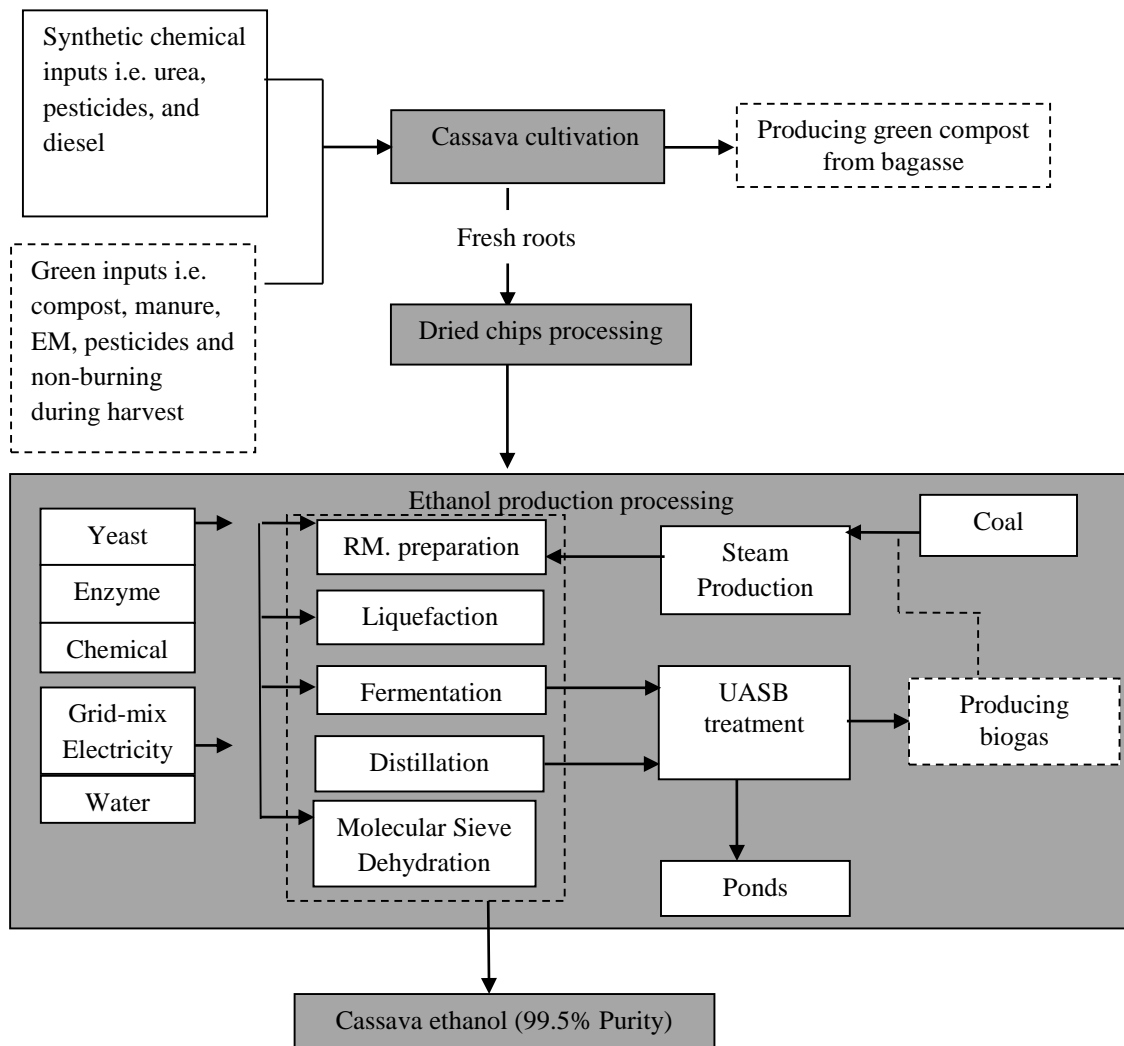 Synthetic chemical
inputs i.e. urea,
pesticides, and
diesel
Cassava cultivation
Producing green compost
from bagasse
Fresh roots
Green inputs i.e.
compost, manure,
EM, pesticides and
non-burning
during harvest
Dried chips processing
Ethanol production processing
Yeast
Enzyme
Chemical
Grid-mix
Electricity
Water
RM. preparation
Liquefaction
Fermentation
Distillation
Molecular Sieve
Dehydration
Steam
Production
Coal
UASB
treatment
Producing
biogas
Ponds
Cassava ethanol (99.5% Purity)